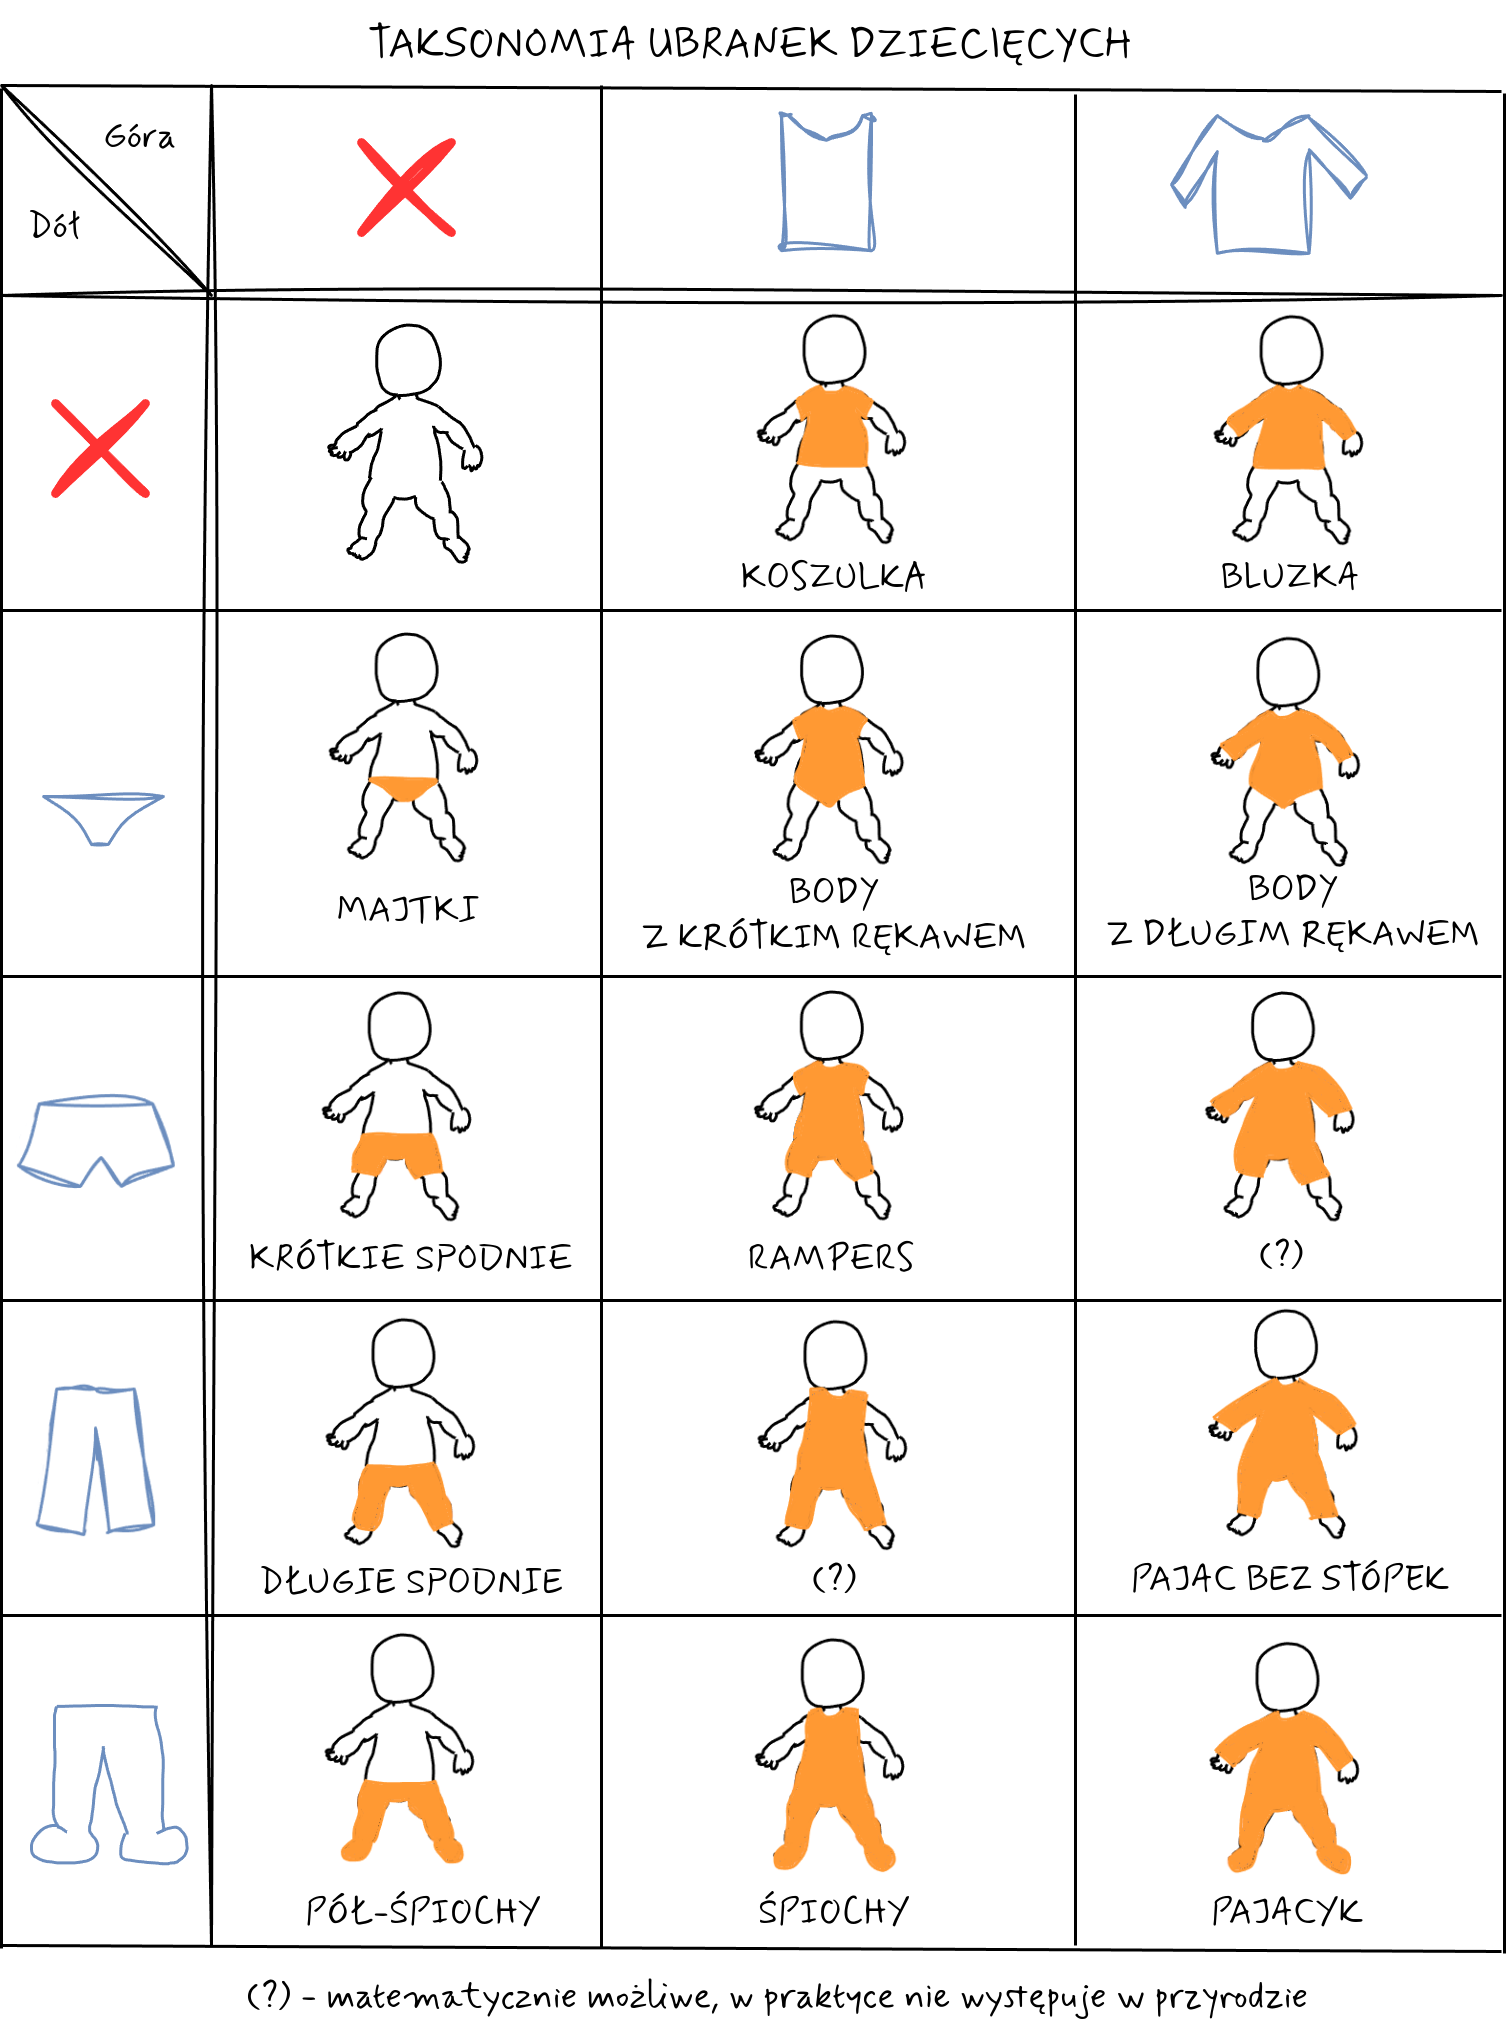 TAKSONOMIA UBRANEK DZIECIĘCYCH
Góra
Dół
KOSZULKA
BLUZKA
MAJTKI
BODY
Z KRÓTKIM RĘKAWEM
BODY
Z DŁUGIM RĘKAWEM
KRÓTKIE SPODNIE
RAMPERS
(?)
DŁUGIE SPODNIE
(?)
PAJAC BEZ STÓPEK
PÓŁ-ŚPIOCHY
ŚPIOCHY
PAJACYK
(?) - matematycznie możliwe, w praktyce nie występuje w przyrodzie